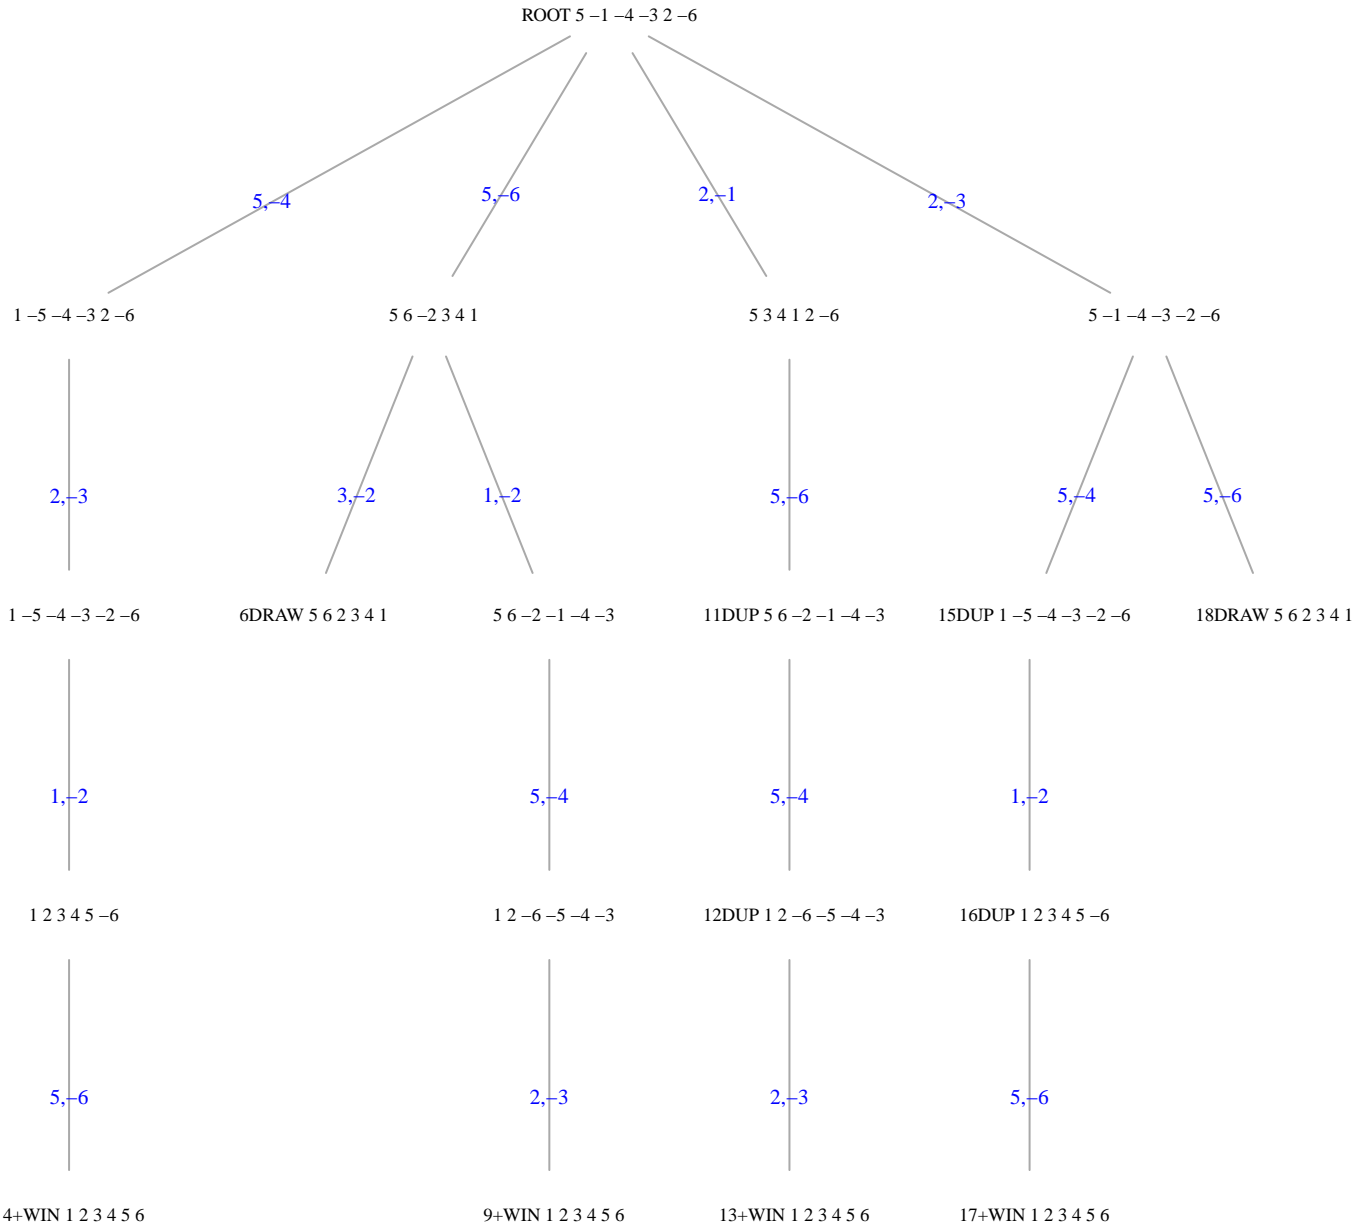 ROOT 5 –1 –4 –3 2 –6
5,–4 5,–6 2,–1 2,–3
1 –5 –4 –3 2 –6 5 6 –2 3 4 1 5 3 4 1 2 –6 5 –1 –4 –3 –2 –6
2,–3 3,–2 1,–2 5,–6 5,–4 5,–6
1 –5 –4 –3 –2 –6 6DRAW 5 6 2 3 4 1 5 6 –2 –1 –4 –3 11DUP 5 6 –2 –1 –4 –3 15DUP 1 –5 –4 –3 –2 –6 18DRAW 5 6 2 3 4 1
1,–2 5,–4 5,–4 1,–2
1 2 3 4 5 –6 1 2 –6 –5 –4 –3 12DUP 1 2 –6 –5 –4 –3 16DUP 1 2 3 4 5 –6
5,–6 2,–3 2,–3 5,–6
4+WIN 1 2 3 4 5 6 9+WIN 1 2 3 4 5 6 13+WIN 1 2 3 4 5 6 17+WIN 1 2 3 4 5 6